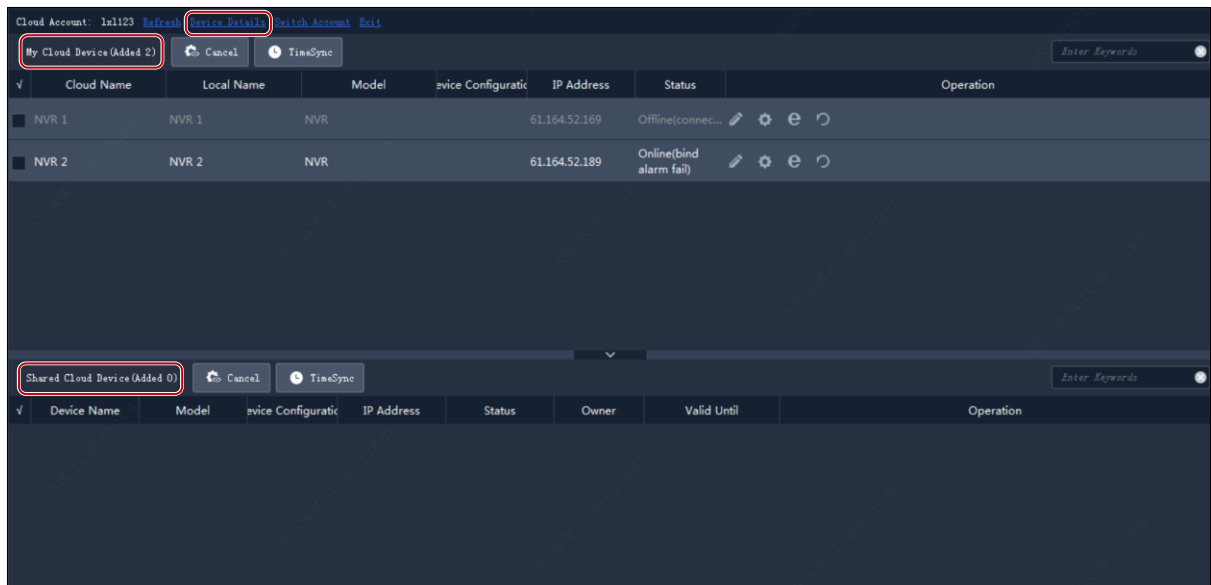 Cloud Account: lxl123 Refresh Device Details Switch Account Exit
My Cloud Device(Added 2) Cancel TimeSync Enter Keywords
√ Cloud Name Local Name Model evice Configuratic IP Address Status Operation
NVR 1 NVR 1 NVR 61.164.52.169 Offline(connec...
NVR 2 NVR 2 NVR 61.164.52.189 Online(bind
alarm fail)
Shared Cloud Device(Added 0) Cancel TimeSync Enter Keywords
√ Device Name Model evice Configuratic IP Address Status Owner Valid Until Operation